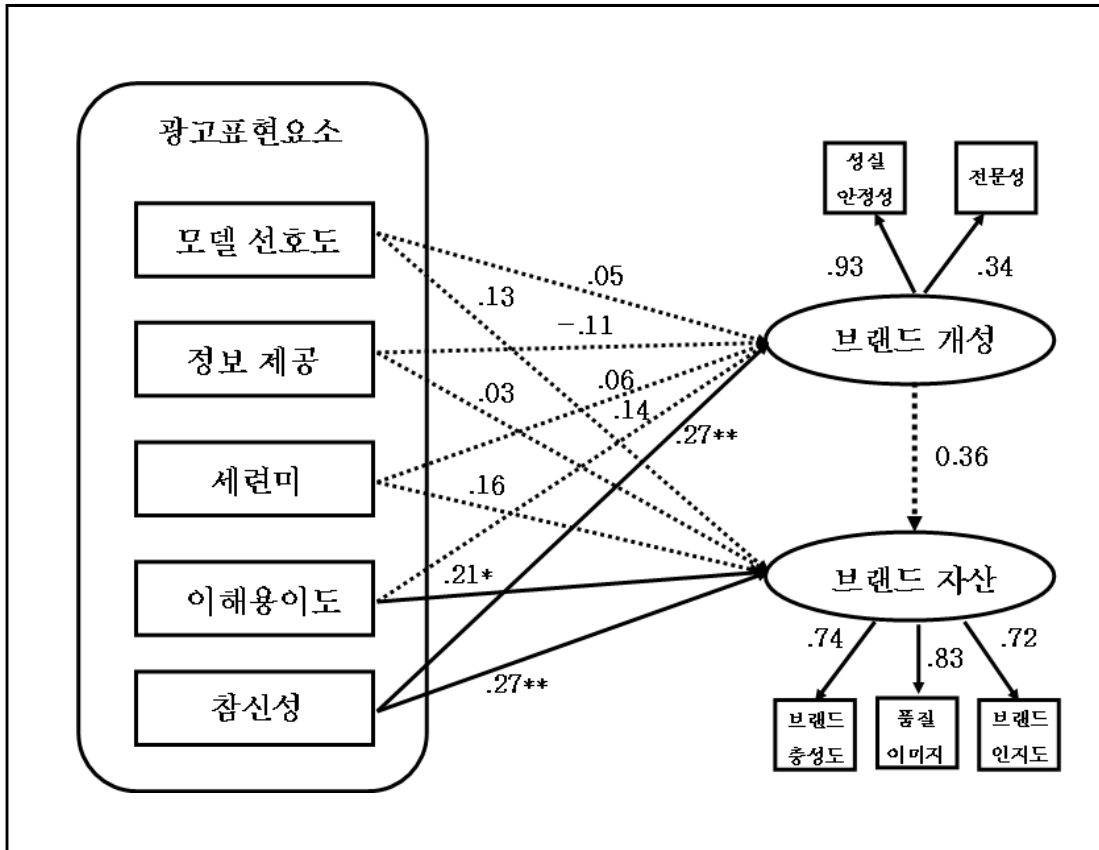 광고표현요소
성실
안정성
전문성
모델 선호도
.05
.13
.93
.34
-.11
브랜드 개성
정보 제공
.03
.06
.14
.27**
세련미
.16
0.36
이해용이도
.21*
브랜드 자산
참신성
.27**
.74
.83
.72
브랜드
충성도
품질
이미지
브랜드
인지도